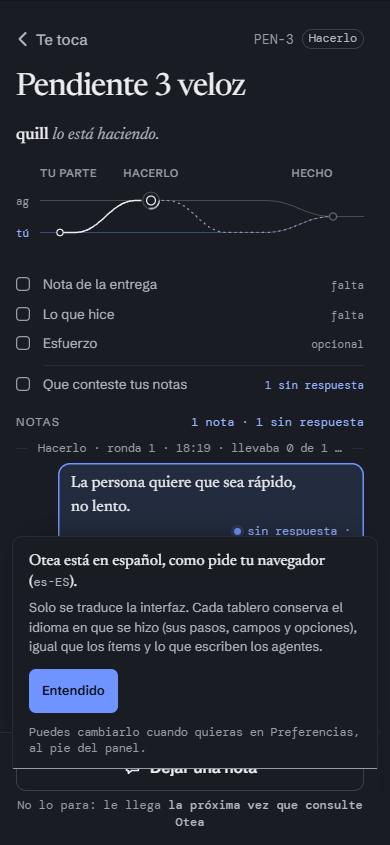 Te toca
PEN-3 Hacerlo
Pendiente 3 veloz
quill lo está haciendo.
TU PARTE HACERLO HECHO
ag
tú
Nota de la entrega falta
Lo que hice falta
Esfuerzo opcional
Que conteste tus notas 1 sin respuesta
NOTAS 1 nota · 1 sin respuesta
Hacerlo · ronda 1 · 18:19 · llevaba 0 de 1 …
La persona quiere que sea rápido,
no lento.
sin respuesta ·
Otea está en español, como pide tu navegador
(es-ES).
Solo se traduce la interfaz. Cada tablero conserva el
idioma en que se hizo (sus pasos, campos y opciones),
igual que los ítems y lo que escriben los agentes.
Entendido
Puedes cambiarlo cuando quieras en Preferencias,
al pie del panel.
Dejar una nota
No lo para: le llega la próxima vez que consulte
Otea